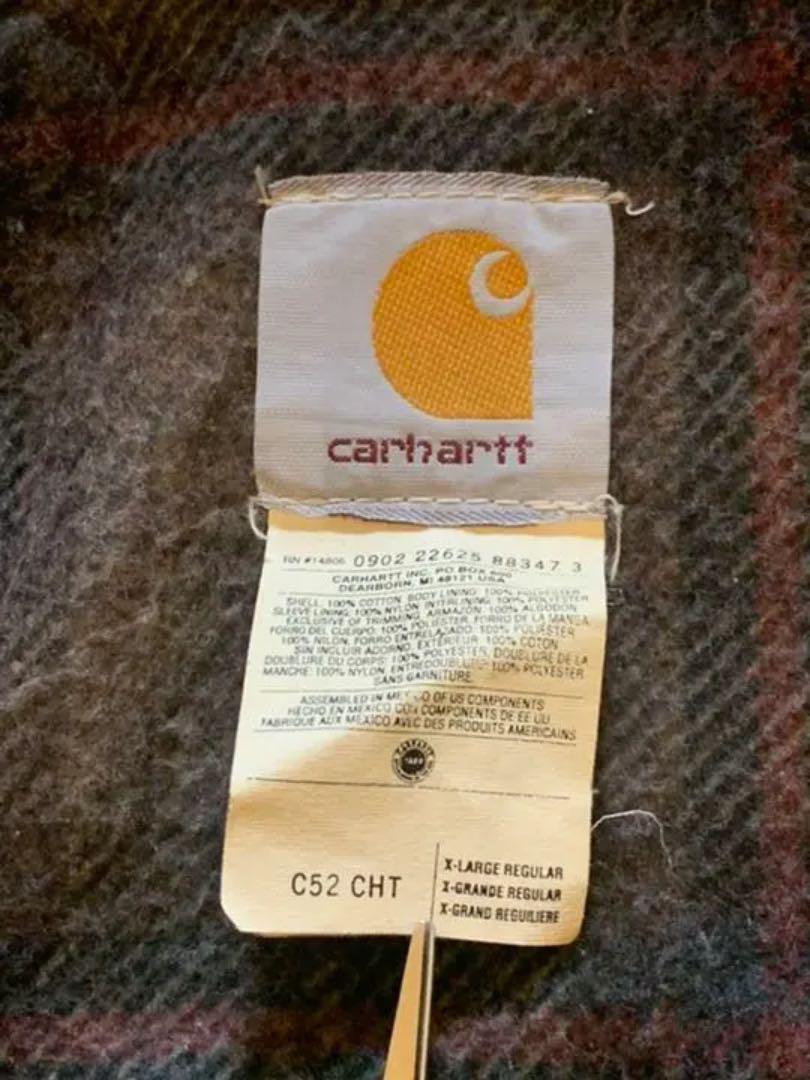 carhartt
RN #14806 0902 22625 88347 3
CARHARTT INC. PO BOX 600
DEARBORN, MI 48121 USA
SHELL: 100% COTTON BODY LINING: 100% POLYESTER
SLEEVE LINING: 100% NYLON INTERLINING: 100% POLYESTER
EXCLUSIVE OF TRIMMING. ARMAZON: 100% ALGODON
FORRO DEL CUERPO: 100% POLIESTER. FORRO DE LA MANGA
100% NILON. FORRO ENTRELAZADO: 100% POLIESTER
SIN INCLUIR ADORNO. EXTÉRIEUR 100% COTON
DOUBLURE DU CORPS: 100% POLYESTER, DOUBLURE DE LA
MANCHE: 100% NYLON. ENTREDOUBLURE: 100% POLYESTER
SANS GARNITURE.
ASSEMBLED IN MEXICO OF US COMPONENTS
HECHO EN MEXICO CON COMPONENTS DE EE UU
FABRIQUE AUX MEXICO AVEC DES PRODUITS AMERICAINS
C52 CHT
X-LARGE REGULAR
X-GRANDE REGULAR
X-GRAND REGUILIERE